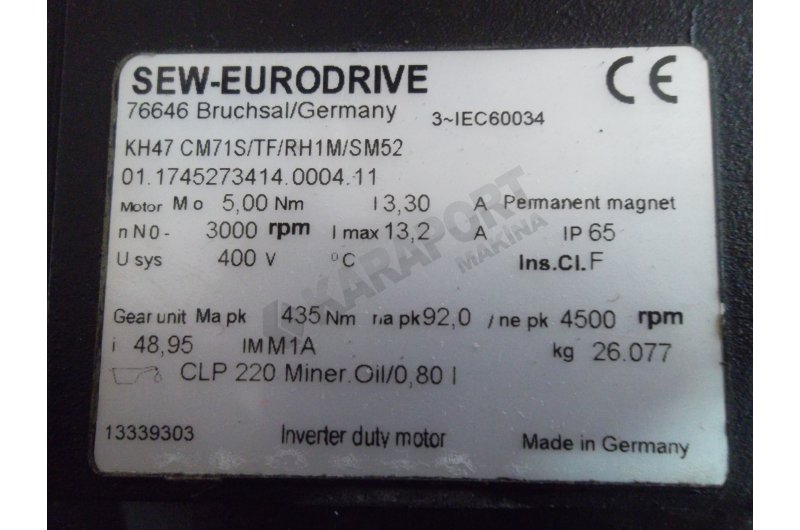 SEW-EURODRIVE CE
76646 Bruchsal/Germany 3~IEC60034
KH47 CM71S/TF/RH1M/SM52
01.1745273414.0004.11
Motor Mo 5,00 Nm I 3,30 A Permanent magnet
n N0- 3000 rpm I max 13,2 A IP 65
U sys 400 V °C Ins.Cl.F
Gear unit Ma pk 435 Nm na pk 92,0 / ne pk 4500 rpm
i 48,95 IM M1A kg 26.077
CLP 220 Miner.Oil/0,80 l
13339303 Inverter duty motor Made in Germany
KARAPORT
MAKİNA